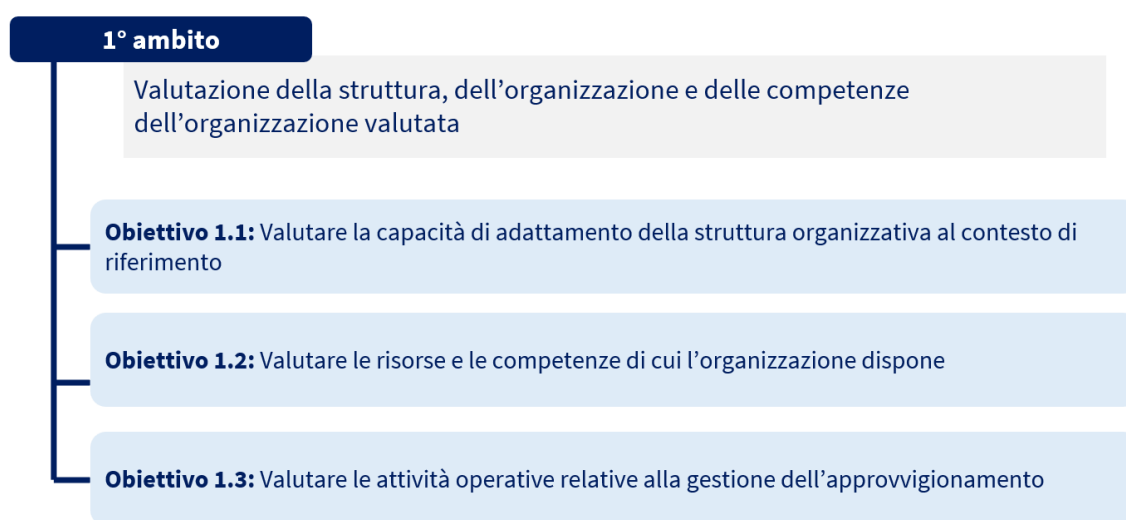 1° ambito
Valutazione della struttura, dell’organizzazione e delle competenze
dell’organizzazione valutata
Obiettivo 1.1: Valutare la capacità di adattamento della struttura organizzativa al contesto di
riferimento
Obiettivo 1.2: Valutare le risorse e le competenze di cui l’organizzazione dispone
Obiettivo 1.3: Valutare le attività operative relative alla gestione dell’approvvigionamento